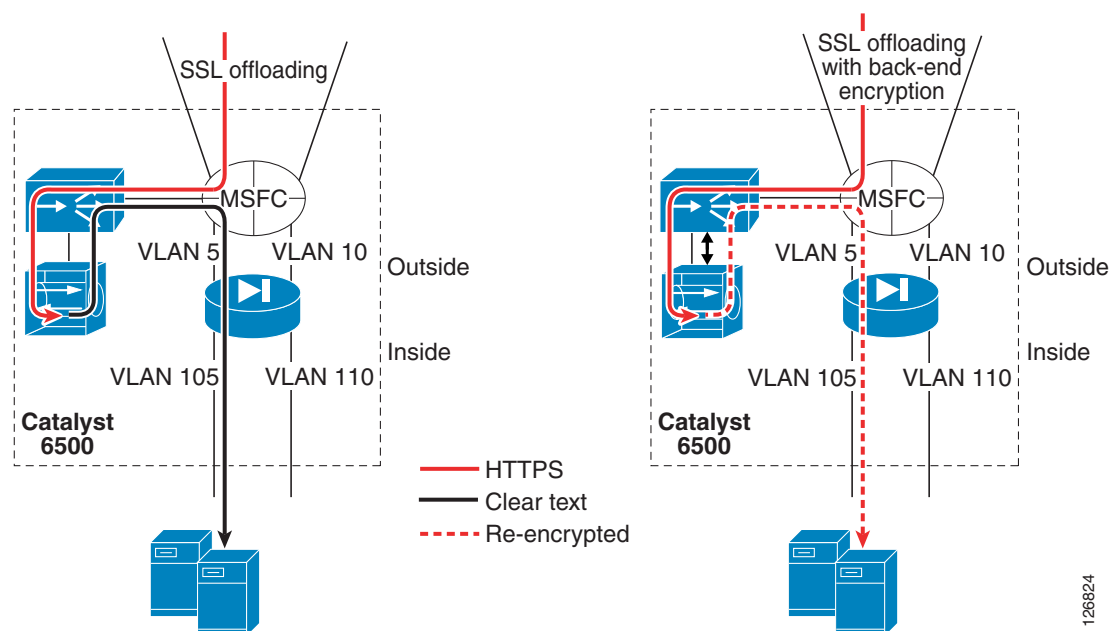 SSL offloading
MSFC
VLAN 5
VLAN 10
Outside
Inside
VLAN 105
VLAN 110
Catalyst
6500
HTTPS
Clear text
Re-encrypted
SSL offloading
with back-end
encryption
MSFC
VLAN 5
VLAN 10
Outside
Inside
VLAN 105
VLAN 110
Catalyst
6500
126824